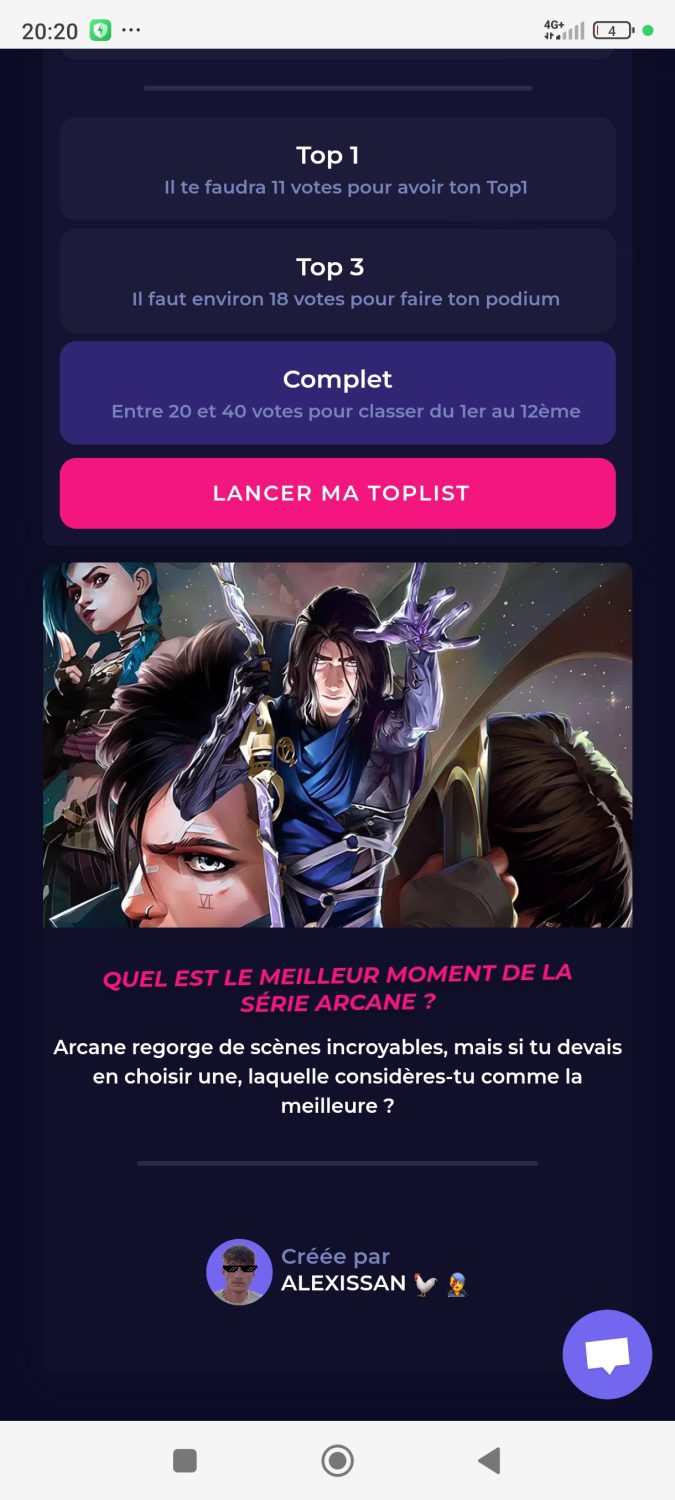 20:20
4G+
4
Top 1
Il te faudra 11 votes pour avoir ton Top1
Top 3
Il faut environ 18 votes pour faire ton podium
Complet
Entre 20 et 40 votes pour classer du 1er au 12ème
LANCER MA TOPLIST
VI
QUEL EST LE MEILLEUR MOMENT DE LA
SÉRIE ARCANE ?
Arcane regorge de scènes incroyables, mais si tu devais
en choisir une, laquelle considères-tu comme la
meilleure ?
Créée par
ALEXISSAN 🐓 👩‍🎤